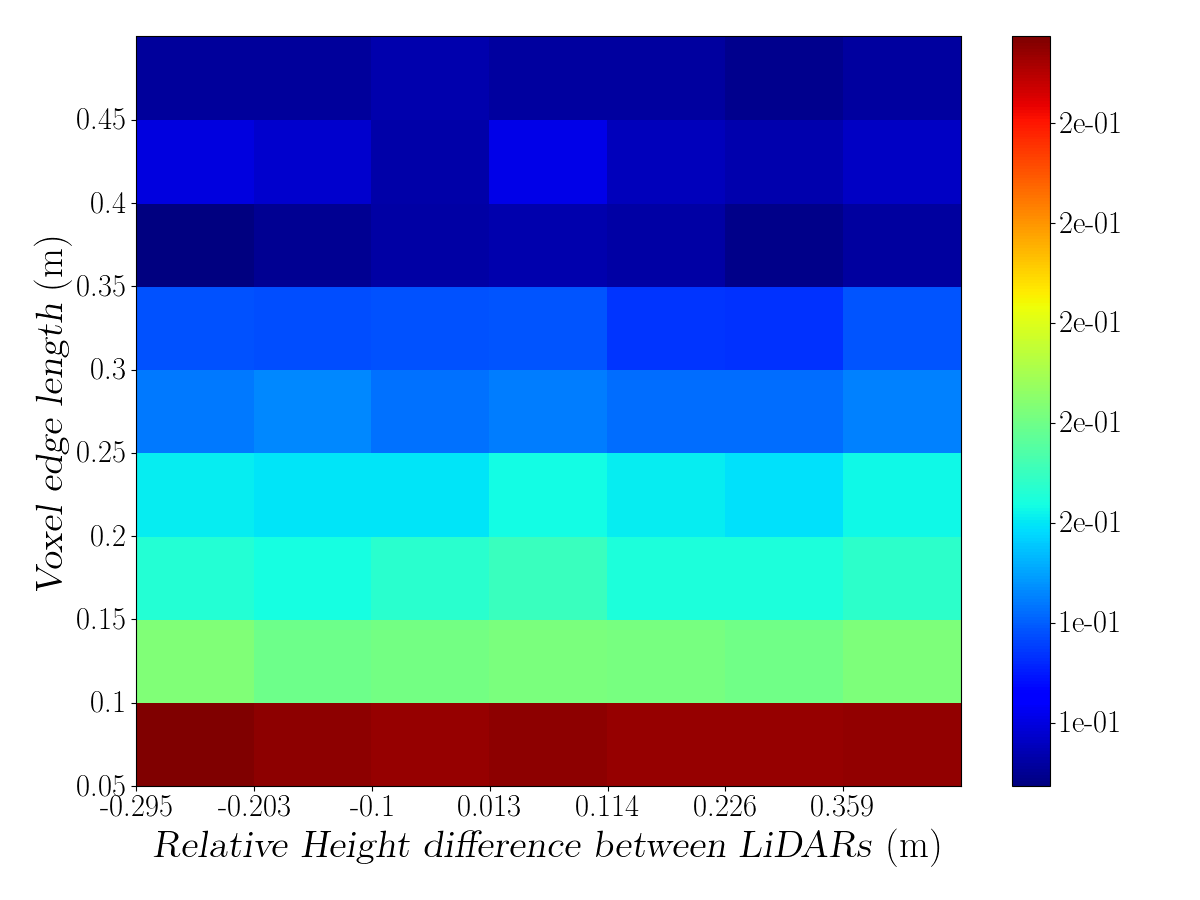 Voxel edge length (m)
0.45
0.4
0.35
0.3
0.25
0.2
0.15
0.1
0.05
-0.295 -0.203 -0.1 0.013 0.114 0.226 0.359
Relative Height difference between LiDARs (m)
2e-01
2e-01
2e-01
2e-01
2e-01
1e-01
1e-01